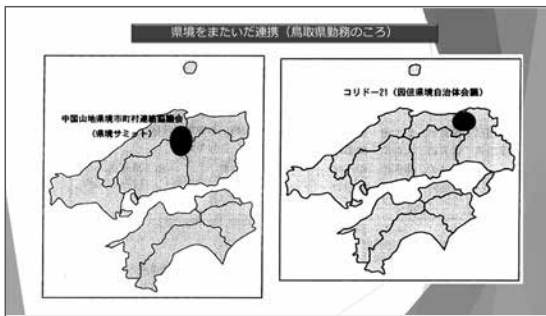 県境をまたいだ連携（鳥取県勤務のころ）
中国山地県境市町村連絡協議会
（県境サミット）
コリドー21（因但県境自治体会議）